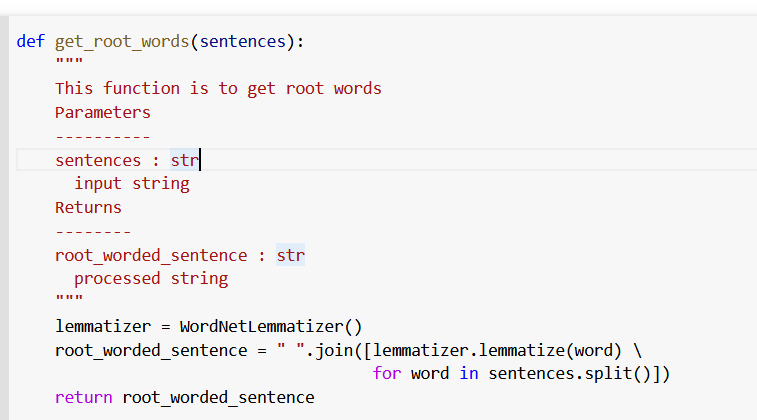 def get_root_words(sentences):
    """
    This function is to get root words
    Parameters
    ----------
    sentences : str
      input string
    Returns
    --------
    root_worded_sentence : str
      processed string
    """
    lemmatizer = WordNetLemmatizer()
    root_worded_sentence = " ".join([lemmatizer.lemmatize(word) \
                                     for word in sentences.split()])
    return root_worded_sentence